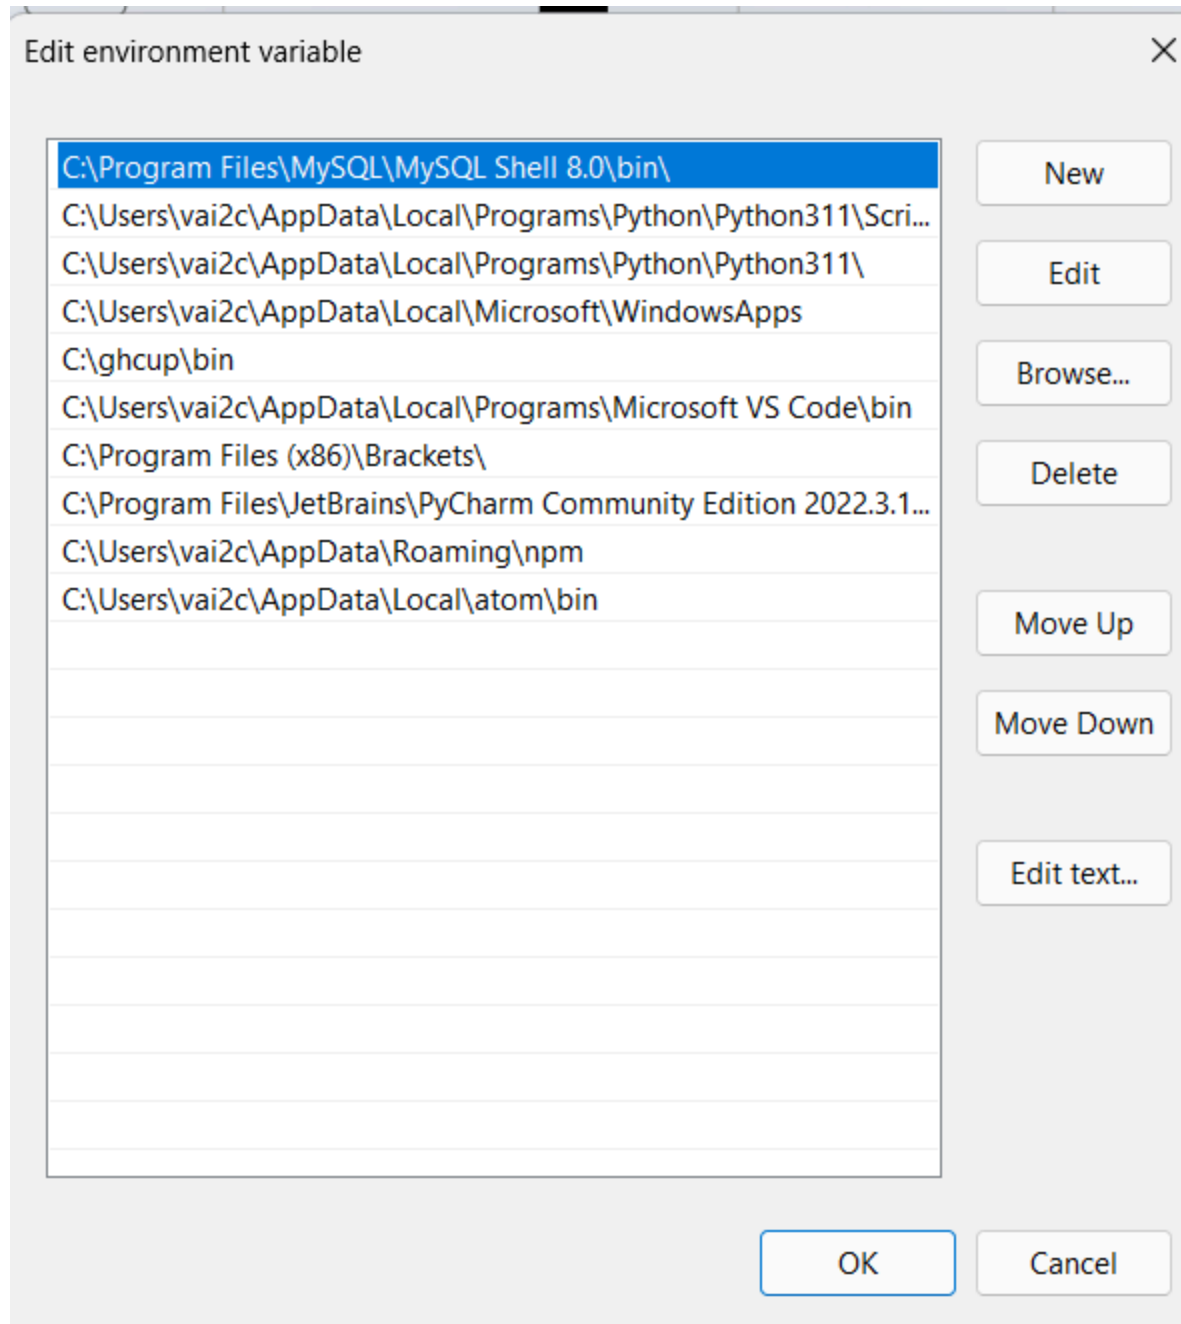 Edit environment variable
C:\Program Files\MySQL\MySQL Shell 8.0\bin\
C:\Users\vai2c\AppData\Local\Programs\Python\Python311\Scri...
C:\Users\vai2c\AppData\Local\Programs\Python\Python311\
C:\Users\vai2c\AppData\Local\Microsoft\WindowsApps
C:\ghcup\bin
C:\Users\vai2c\AppData\Local\Programs\Microsoft VS Code\bin
C:\Program Files (x86)\Brackets\
C:\Program Files\JetBrains\PyCharm Community Edition 2022.3.1...
C:\Users\vai2c\AppData\Roaming\npm
C:\Users\vai2c\AppData\Local\atom\bin
New
Edit
Browse...
Delete
Move Up
Move Down
Edit text...
OK
Cancel